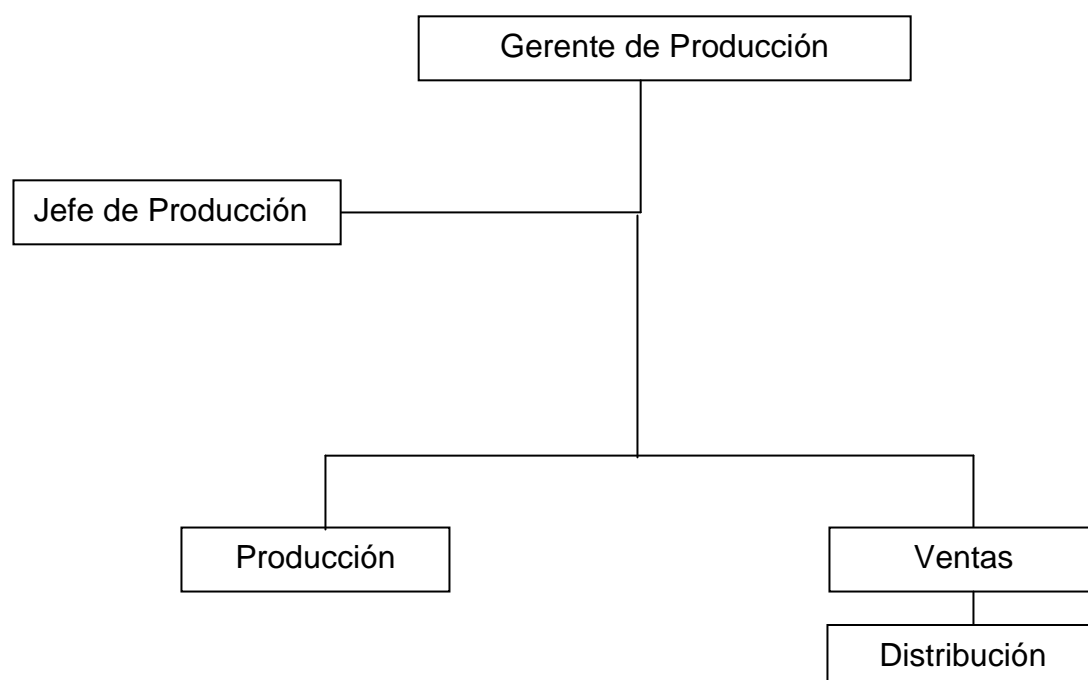 Gerente de Producción
Jefe de Producción
Producción
Ventas
Distribución